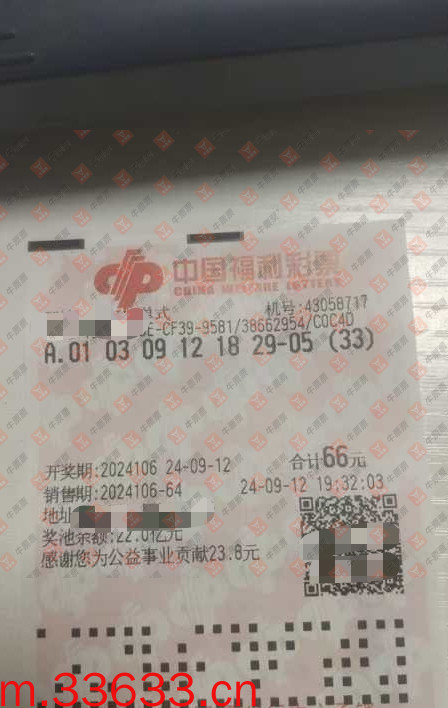 中国福利彩票
CHINA WELFARE LOTTERY
单式 机号:43058717
E-CF39-9581/38662954/C0C4D
A.01 03 09 12 18 29-05 (33)
开奖期:2024106 24-09-12 合计66元
销售期:2024106-64 24-09-12 19:32:03
地址
奖池余额:22.01亿元
感谢您为公益事业贡献23.8元
m.33633.cn